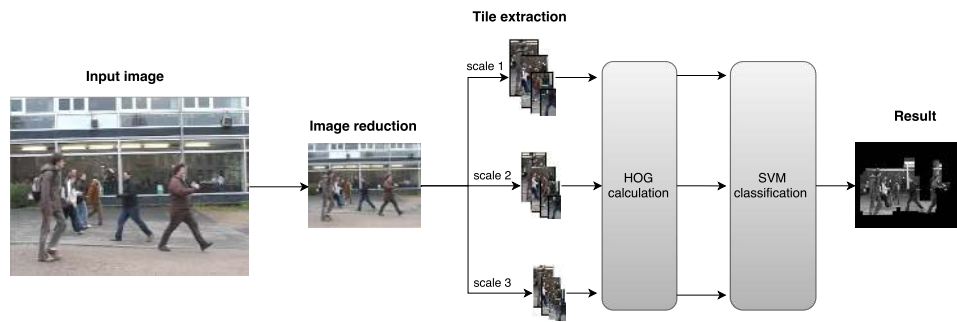 Tile extraction
Input image
scale 1
Image reduction
Result
scale 2
HOG
calculation
SVM
classification
scale 3